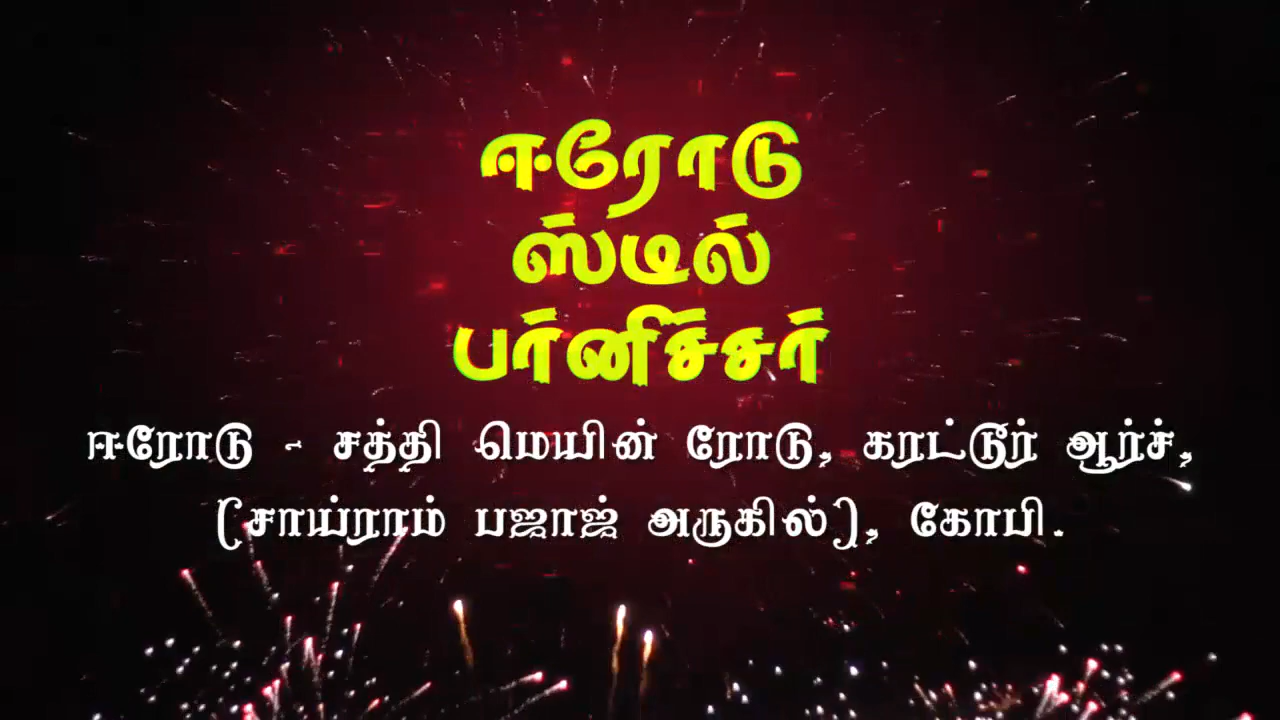 ஈரோடு
ஸ்டீல்
பர்னிச்சர்
ஈரோடு - சத்தி மெயின் ரோடு, கரட்டூர் ஆர்ச்,
(சாய்ராம் பஜாஜ் அருகில்), கோபி.